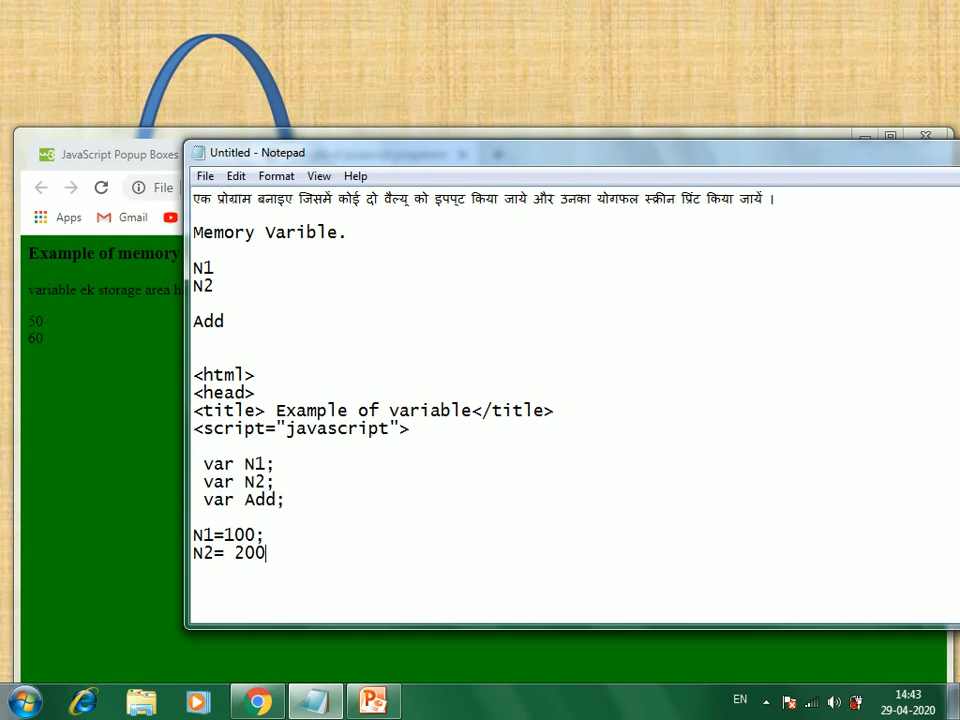 JavaScript Popup Boxes
File
Apps
Gmail
Example of memory
variable ek storage area h
50
60
Untitled - Notepad
File Edit Format View Help
एक प्रोग्राम बनाइए जिसमें कोई दो वैल्यू को इपप्ट किया जाये और उनका योगफल स्क्रीन प्रिंट किया जायें ।
Memory Varible.
N1
N2
Add
<html>
<head>
<title> Example of variable</title>
<script="javascript">
var N1;
var N2;
var Add;
N1=100;
N2= 200
EN
14:43
29-04-2020